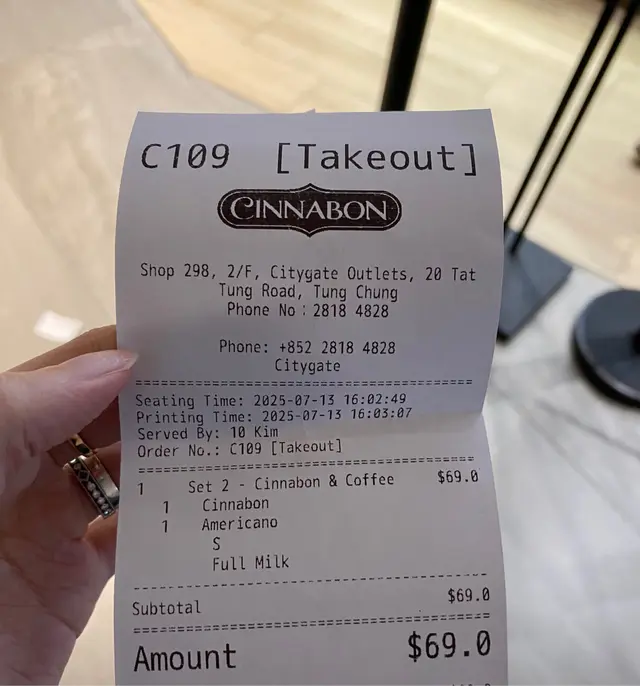 C109 [Takeout]
CINNABON
Shop 298, 2/F, Citygate Outlets, 20 Tat
Tung Road, Tung Chung
Phone No : 2818 4828
Phone: +852 2818 4828
Citygate
Seating Time: 2025-07-13 16:02:49
Printing Time: 2025-07-13 16:03:07
Served By: 10 Kim
Order No.: C109 [Takeout]
1 Set 2 - Cinnabon & Coffee $69.0
1 Cinnabon
1 Americano
S
Full Milk
Subtotal $69.0
Amount $69.0